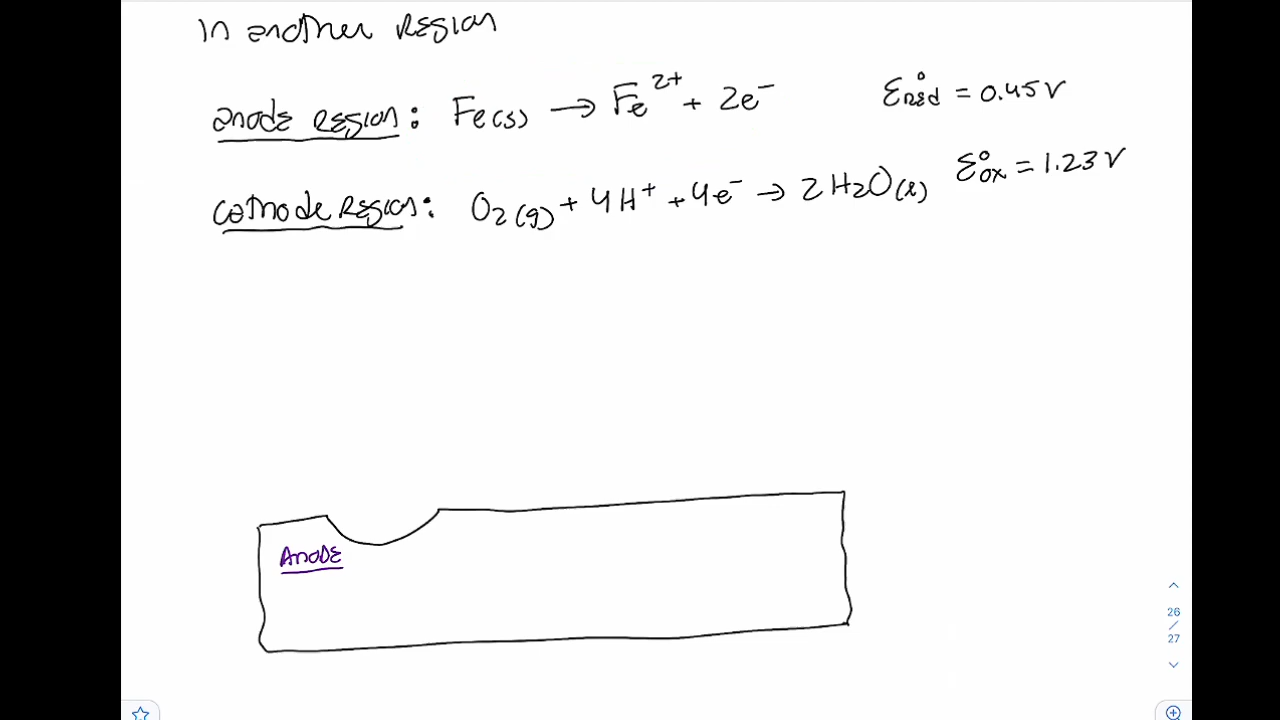 in another Region
anode Region: Fe(s) → Fe²⁺ + 2e⁻ Ɛ°red = 0.45 V
cathode Region: O₂(g) + 4H⁺ + 4e⁻ → 2H₂O(l) Ɛ°ox = 1.23 V
ANODE
26
/
27